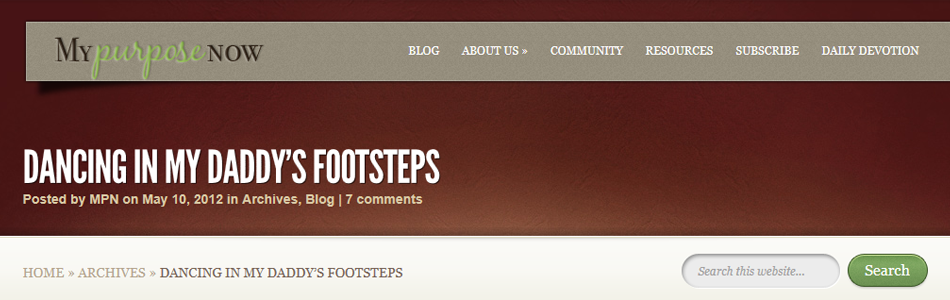 My purpose NOW
BLOG ABOUT US » COMMUNITY RESOURCES SUBSCRIBE DAILY DEVOTION
DANCING IN MY DADDY'S FOOTSTEPS
Posted by MPN on May 10, 2012 in Archives, Blog | 7 comments
HOME » ARCHIVES » DANCING IN MY DADDY'S FOOTSTEPS
Search this website...
Search